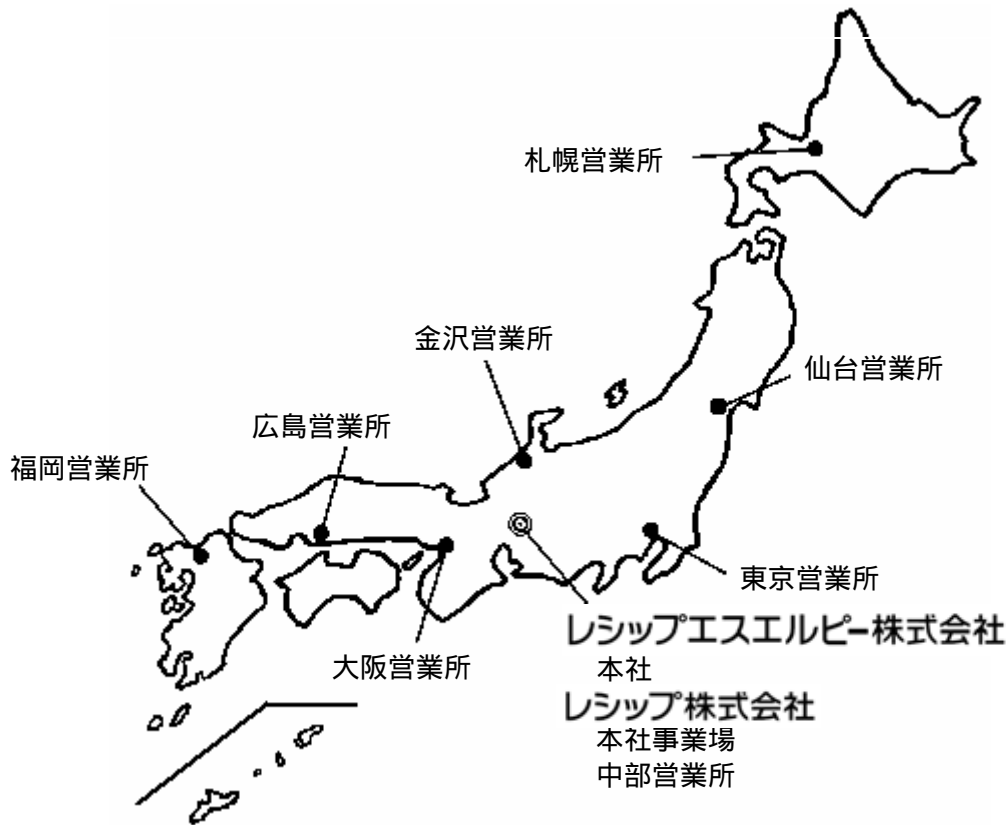 札幌営業所
金沢営業所
仙台営業所
広島営業所
福岡営業所
東京営業所
レシップエスエルピー株式会社
大阪営業所
本社
レシップ株式会社
本社事業場
中部営業所